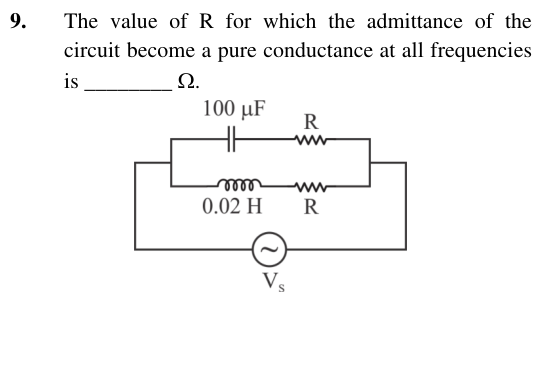 9. The value of R for which the admittance of the
circuit become a pure conductance at all frequencies
is ________ Ω.
100 μF
R
0.02 H
R
~
Vs